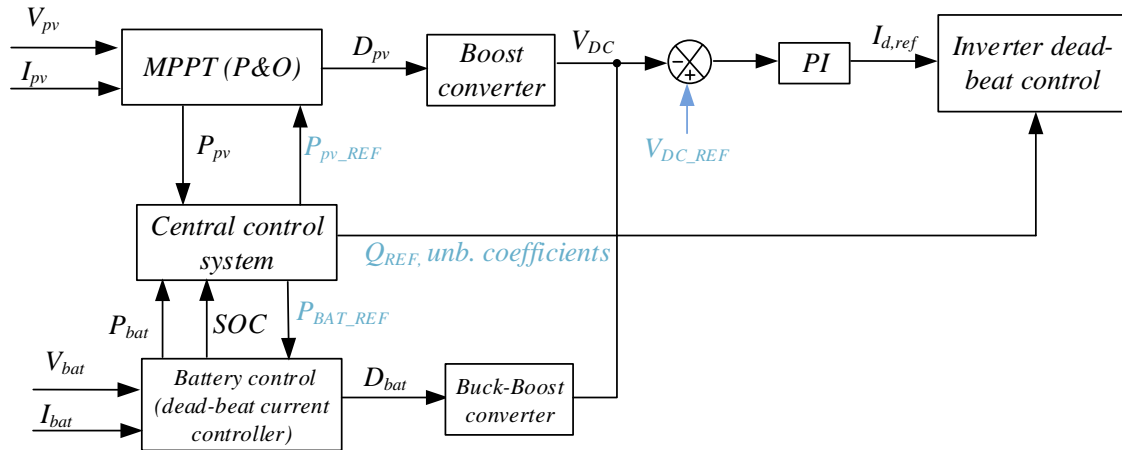 V_pv
I_pv
MPPT (P&O)
D_pv
Boost
converter
V_DC
−
+
PI
I_d,ref
Inverter dead-
beat control
P_pv
P_pv_REF
V_DC_REF
Central control
system
Q_REF, unb. coefficients
P_bat
SOC
P_BAT_REF
V_bat
I_bat
Battery control
(dead-beat current
controller)
D_bat
Buck-Boost
converter